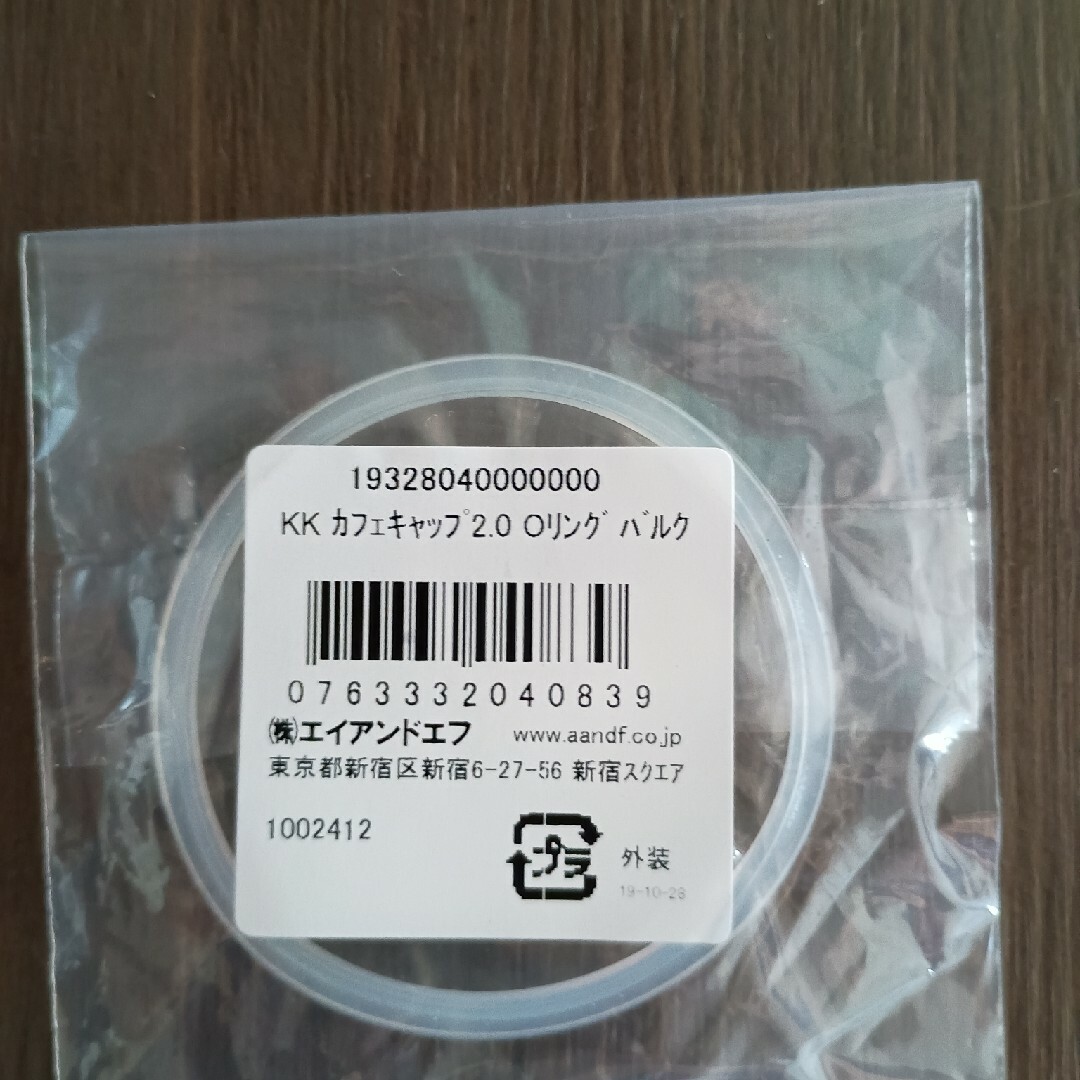 19328040000000
KK ｶﾌｪｷｬｯﾌﾟ2.0 Oﾘﾝｸﾞ ﾊﾞﾙｸ
0763332040839
㈱エイアンドエフ www.aandf.co.jp
東京都新宿区新宿6-27-56 新宿ｽｸｴｱ
1002412
プラ 外装
19-10-28